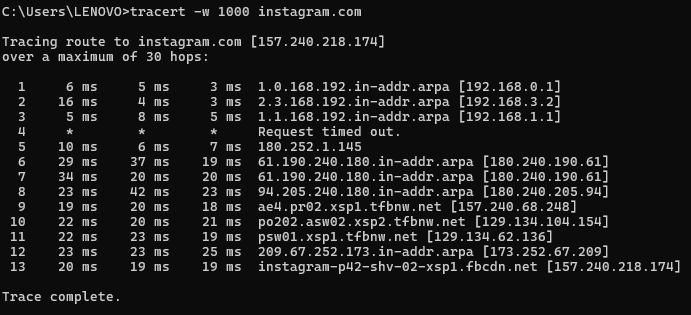 C:\Users\LENOVO>tracert -w 1000 instagram.com
Tracing route to instagram.com [157.240.218.174]
over a maximum of 30 hops:
1 6 ms 5 ms 3 ms 1.0.168.192.in-addr.arpa [192.168.0.1]
2 16 ms 4 ms 3 ms 2.3.168.192.in-addr.arpa [192.168.3.2]
3 5 ms 8 ms 5 ms 1.1.168.192.in-addr.arpa [192.168.1.1]
4 * * * Request timed out.
5 10 ms 6 ms 7 ms 180.252.1.145
6 29 ms 37 ms 19 ms 61.190.240.180.in-addr.arpa [180.240.190.61]
7 34 ms 20 ms 20 ms 61.190.240.180.in-addr.arpa [180.240.190.61]
8 23 ms 42 ms 23 ms 94.205.240.180.in-addr.arpa [180.240.205.94]
9 19 ms 20 ms 18 ms ae4.pr02.xsp1.tfbnw.net [157.240.68.248]
10 22 ms 20 ms 21 ms po202.asw02.xsp2.tfbnw.net [129.134.104.154]
11 22 ms 23 ms 19 ms psw01.xsp1.tfbnw.net [129.134.62.136]
12 23 ms 23 ms 25 ms 209.67.252.173.in-addr.arpa [173.252.67.209]
13 20 ms 19 ms 19 ms instagram-p42-shv-02-xsp1.fbcdn.net [157.240.218.174]
Trace complete.